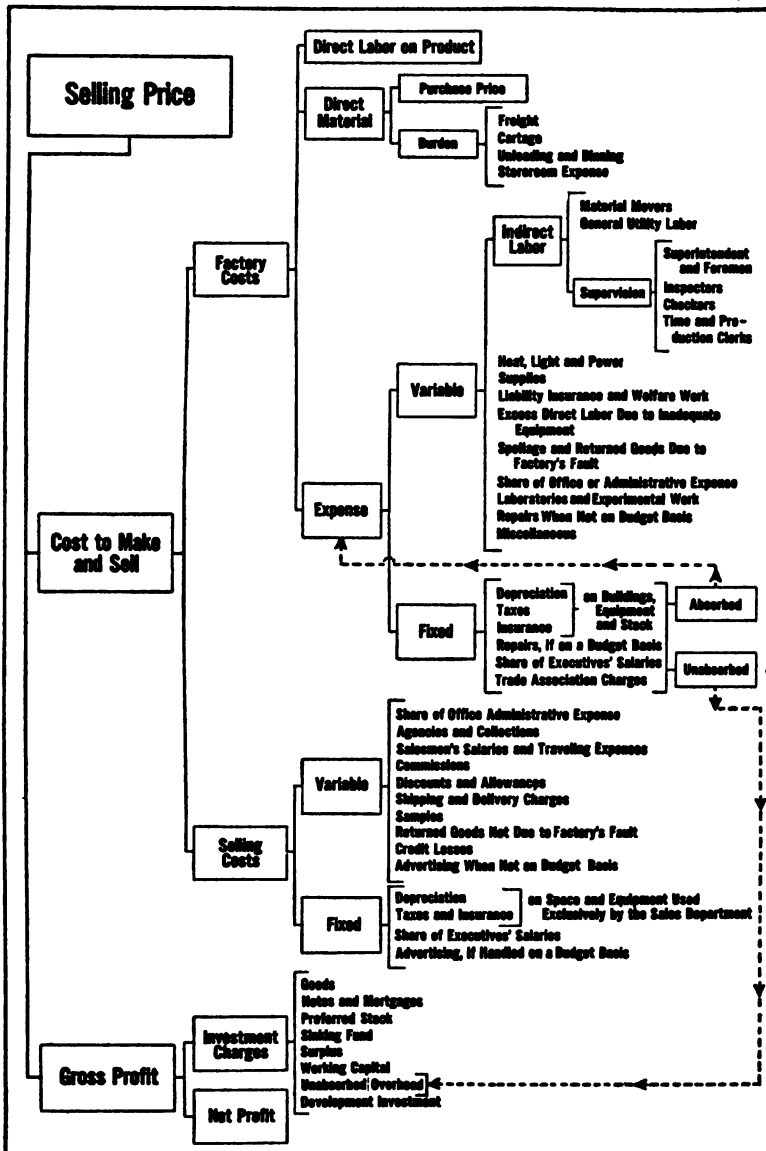 Selling Price
Direct Labor on Product
Direct
Material
Purchase Price
Burden
Freight
Cartage
Unloading and Binning
Storeroom Expense
Factory
Costs
Indirect
Labor
Material Movers
General Utility Labor
Supervision
Superintendent
and Foremen
Inspectors
Checkers
Time and Pro-
duction Clerks
Variable
Heat, Light and Power
Supplies
Liability Insurance and Welfare Work
Excess Direct Labor Due to Inadequate
Equipment
Spoilage and Returned Goods Due to
Factory's Fault
Share of Office or Administrative Expense
Laboratories and Experimental Work
Repairs When Not on Budget Basis
Miscellaneous
Expense
Cost to Make
and Sell
Fixed
Depreciation
Taxes
Insurance
on Buildings,
Equipment
and Stock
Repairs, if on a Budget Basis
Share of Executives' Salaries
Trade Association Charges
Absorbed
Unabsorbed
Selling
Costs
Variable
Share of Office Administrative Expense
Agencies and Collections
Salesmen's Salaries and Traveling Expenses
Commissions
Discounts and Allowances
Shipping and Delivery Charges
Samples
Returned Goods Not Due to Factory's Fault
Credit Losses
Advertising When Not on Budget Basis
Fixed
Depreciation
Taxes and Insurance
on Space and Equipment Used
Exclusively by the Sales Department
Share of Executives' Salaries
Advertising, If Handled on a Budget Basis
Gross Profit
Investment
Charges
Goods
Notes and Mortgages
Preferred Stock
Sinking Fund
Surplus
Working Capital
Unabsorbed Overhead
Development Investment
Net Profit